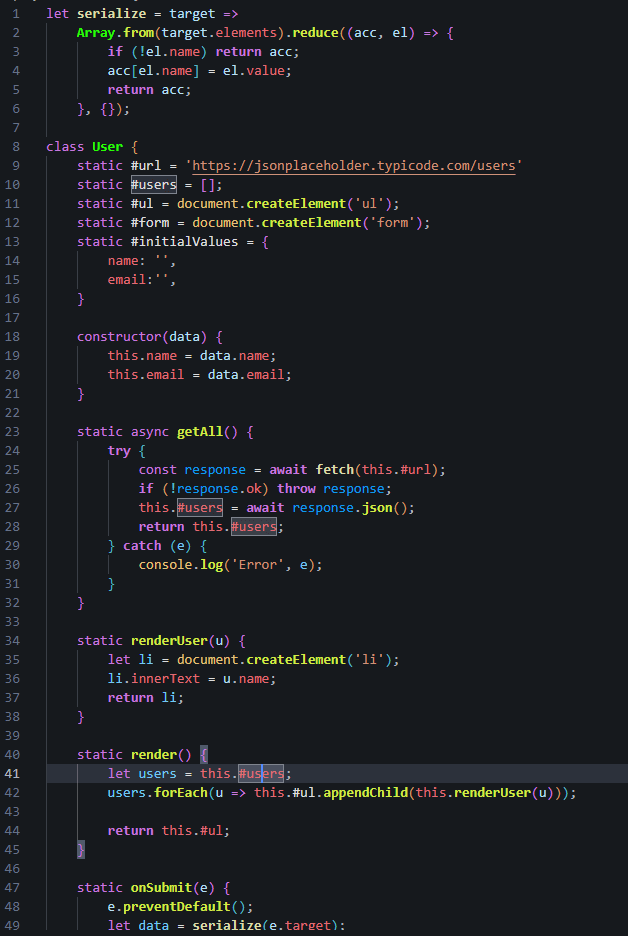 1 let serialize = target =>
2 Array.from(target.elements).reduce((acc, el) => {
3 if (!el.name) return acc;
4 acc[el.name] = el.value;
5 return acc;
6 }, {});
7
8 class User {
9 static #url = 'https://jsonplaceholder.typicode.com/users'
10 static #users = [];
11 static #ul = document.createElement('ul');
12 static #form = document.createElement('form');
13 static #initialValues = {
14 name: '',
15 email:'',
16 }
17
18 constructor(data) {
19 this.name = data.name;
20 this.email = data.email;
21 }
22
23 static async getAll() {
24 try {
25 const response = await fetch(this.#url);
26 if (!response.ok) throw response;
27 this.#users = await response.json();
28 return this.#users;
29 } catch (e) {
30 console.log('Error', e);
31 }
32 }
33
34 static renderUser(u) {
35 let li = document.createElement('li');
36 li.innerText = u.name;
37 return li;
38 }
39
40 static render() {
41 let users = this.#users;
42 users.forEach(u => this.#ul.appendChild(this.renderUser(u)));
43
44 return this.#ul;
45 }
46
47 static onSubmit(e) {
48 e.preventDefault();
49 let data = serialize(e.target);